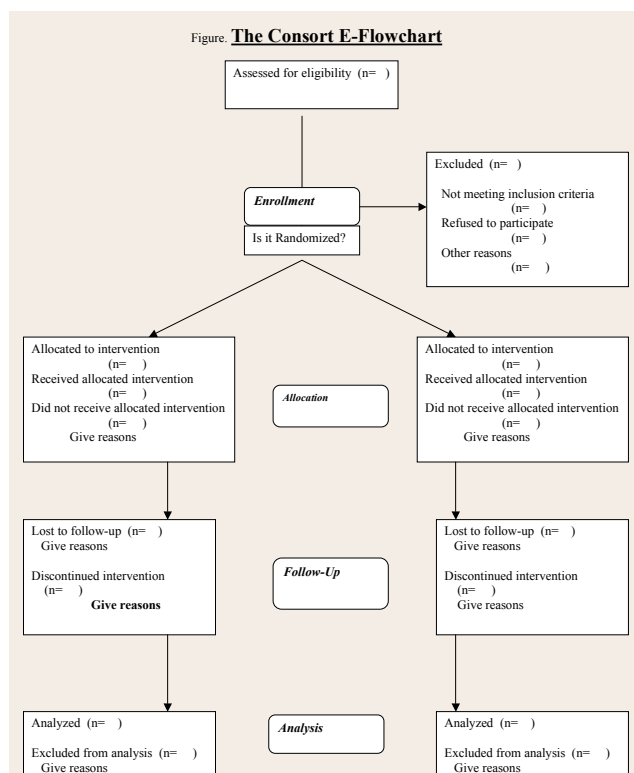 Figure. The Consort E-Flowchart
Assessed for eligibility (n= )
Excluded (n= )
Not meeting inclusion criteria
(n= )
Refused to participate
(n= )
Other reasons
(n= )
Enrollment
Is it Randomized?
Allocated to intervention
(n= )
Received allocated intervention
(n= )
Did not receive allocated intervention
(n= )
Give reasons
Allocation
Allocated to intervention
(n= )
Received allocated intervention
(n= )
Did not receive allocated intervention
(n= )
Give reasons
Lost to follow-up (n= )
Give reasons
Discontinued intervention
(n= )
Give reasons
Follow-Up
Lost to follow-up (n= )
Give reasons
Discontinued intervention
(n= )
Give reasons
Analyzed (n= )
Excluded from analysis (n= )
Give reasons
Analysis
Analyzed (n= )
Excluded from analysis (n= )
Give reasons